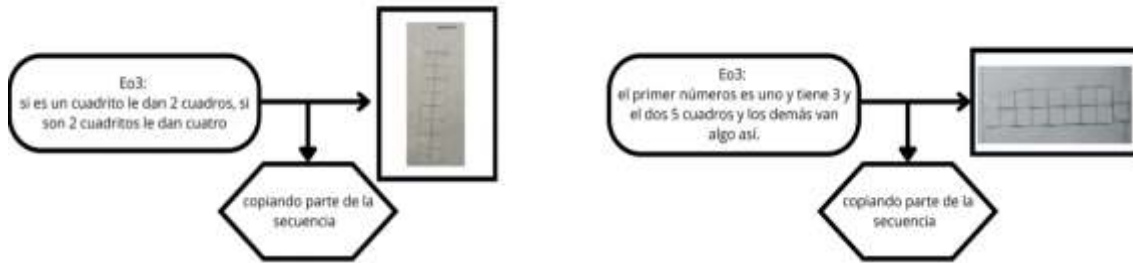 Eo3:
si es un cuadrito le dan 2 cuadros, si
son 2 cuadritos le dan cuatro
copiando parte de la
secuencia
Eo3:
el primer números es uno y tiene 3 y
el dos 5 cuadros y los demás van
algo así.
copiando parte de la
secuencia